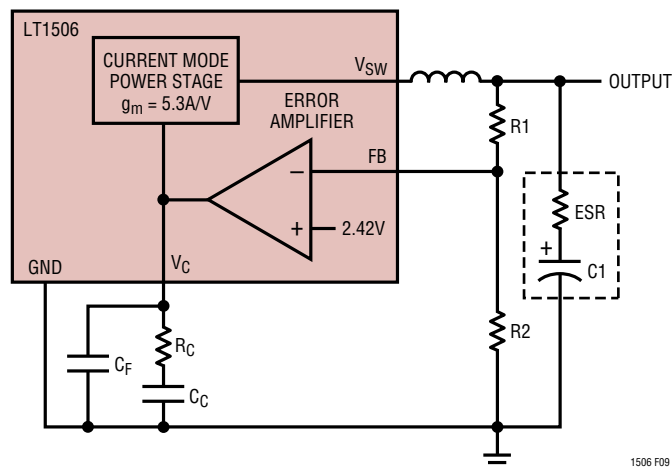 LT1506
CURRENT MODE
POWER STAGE
gm = 5.3A/V
VSW
OUTPUT
ERROR
AMPLIFIER
R1
FB
–
ESR
+
2.42V
+
C1
GND
VC
R2
RC
CF
CC
1506 F09